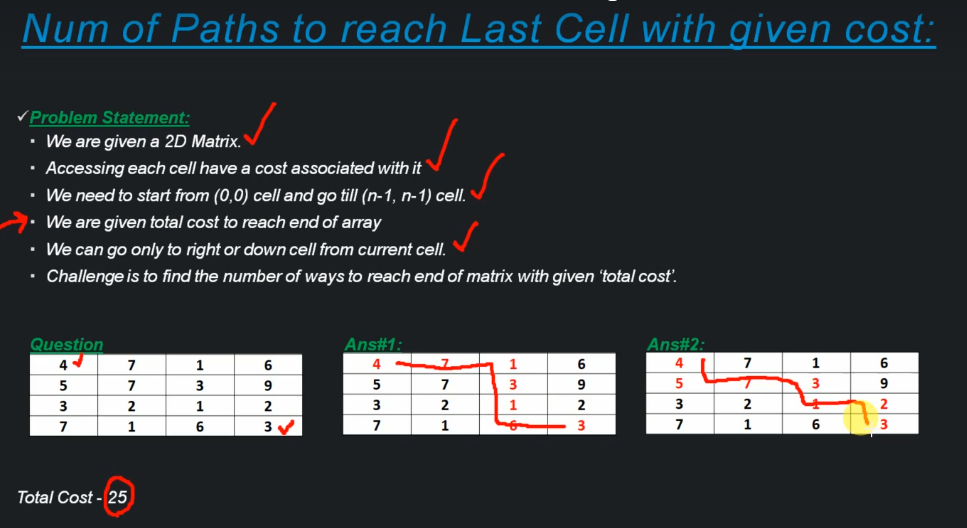 Num of Paths to reach Last Cell with given cost:
✓Problem Statement:
▪ We are given a 2D Matrix.
▪ Accessing each cell have a cost associated with it
▪ We need to start from (0,0) cell and go till (n-1, n-1) cell.
▪ We are given total cost to reach end of array
▪ We can go only to right or down cell from current cell.
▪ Challenge is to find the number of ways to reach end of matrix with given ‘total cost’.
Question
4 7 1 6
5 7 3 9
3 2 1 2
7 1 6 3
Ans#1:
4 7 1 6
5 7 3 9
3 2 1 2
7 1 6 3
Ans#2:
4 7 1 6
5 7 3 9
3 2 1 2
7 1 6 3
Total Cost - 25